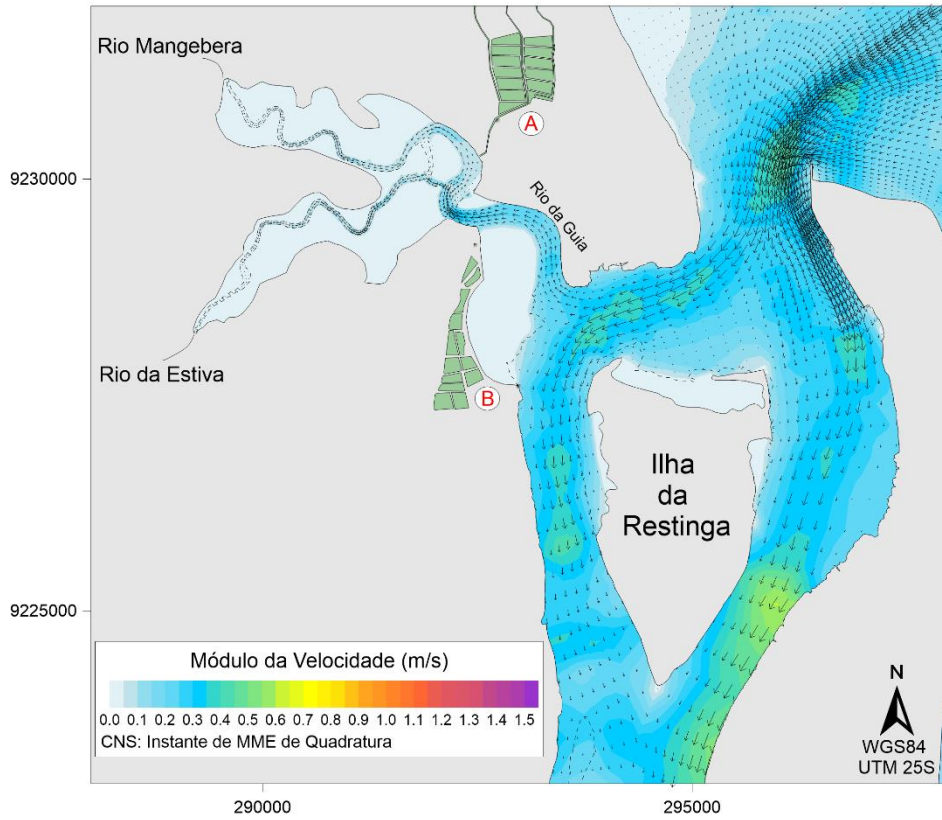 Rio Mangebera
A
9230000
Rio da Guia
Rio da Estiva
B
Ilha
da
Restinga
9225000
Módulo da Velocidade (m/s)
0.0 0.1 0.2 0.3 0.4 0.5 0.6 0.7 0.8 0.9 1.0 1.1 1.2 1.3 1.4 1.5
CNS: Instante de MME de Quadratura
N
WGS84
UTM 25S
290000
295000